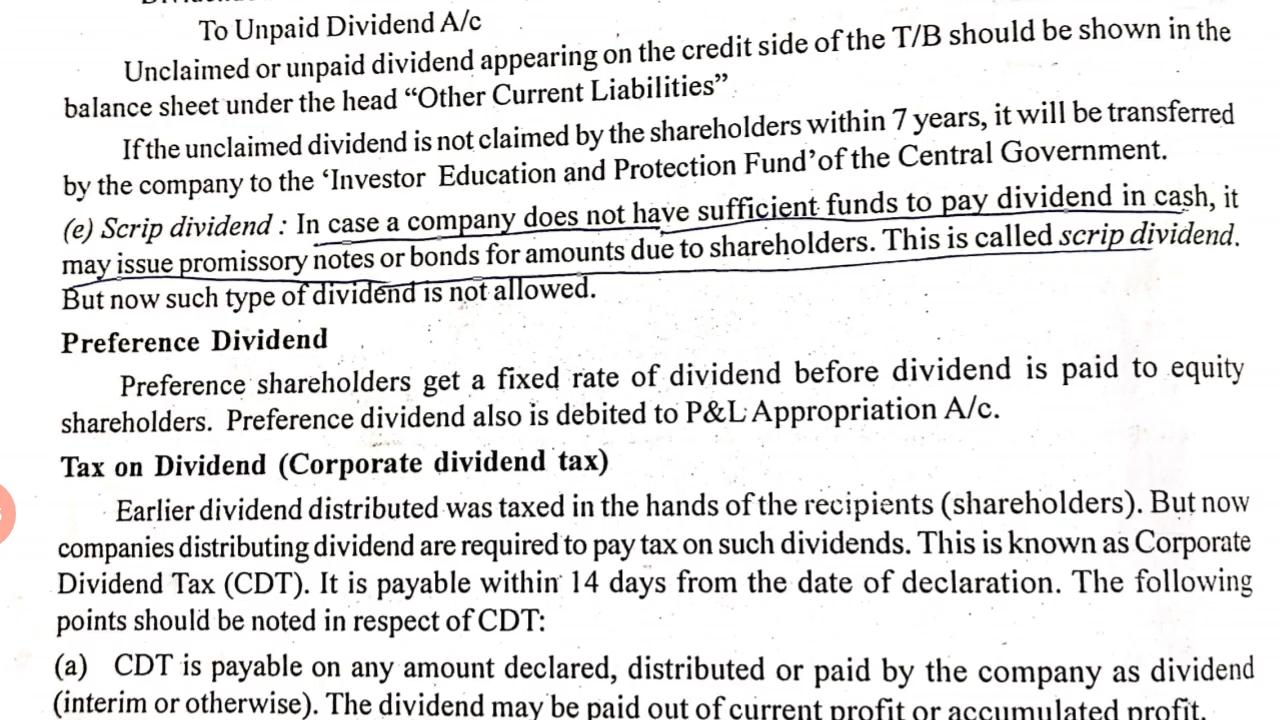 To Unpaid Dividend A/c
Unclaimed or unpaid dividend appearing on the credit side of the T/B should be shown in the
balance sheet under the head “Other Current Liabilities”
If the unclaimed dividend is not claimed by the shareholders within 7 years, it will be transferred
by the company to the ‘Investor Education and Protection Fund’ of the Central Government.
(e) Scrip dividend : In case a company does not have sufficient funds to pay dividend in cash, it
may issue promissory notes or bonds for amounts due to shareholders. This is called scrip dividend.
But now such type of dividend is not allowed.
Preference Dividend
Preference shareholders get a fixed rate of dividend before dividend is paid to equity
shareholders. Preference dividend also is debited to P&L Appropriation A/c.
Tax on Dividend (Corporate dividend tax)
Earlier dividend distributed was taxed in the hands of the recipients (shareholders). But now
companies distributing dividend are required to pay tax on such dividends. This is known as Corporate
Dividend Tax (CDT). It is payable within 14 days from the date of declaration. The following
points should be noted in respect of CDT:
(a) CDT is payable on any amount declared, distributed or paid by the company as dividend
(interim or otherwise). The dividend may be paid out of current profit or accumulated profit.